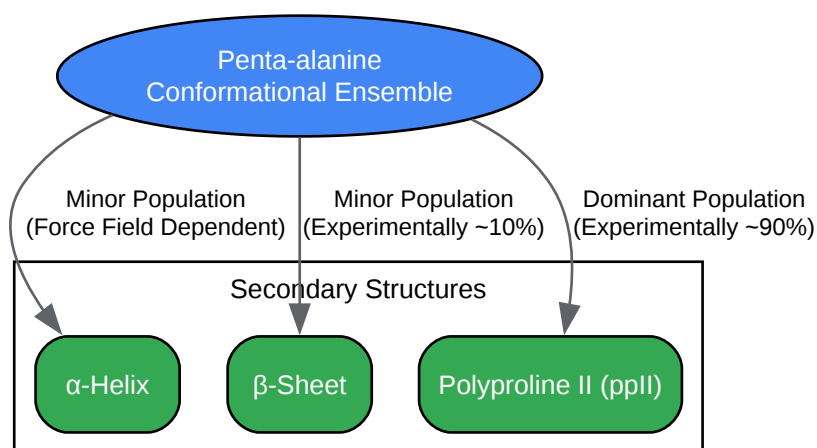 Penta-alanine
Conformational Ensemble
Minor Population
(Force Field Dependent)
Minor Population
(Experimentally ~10%)
Dominant Population
(Experimentally ~90%)
Secondary Structures
α-Helix
β-Sheet
Polyproline II (ppII)